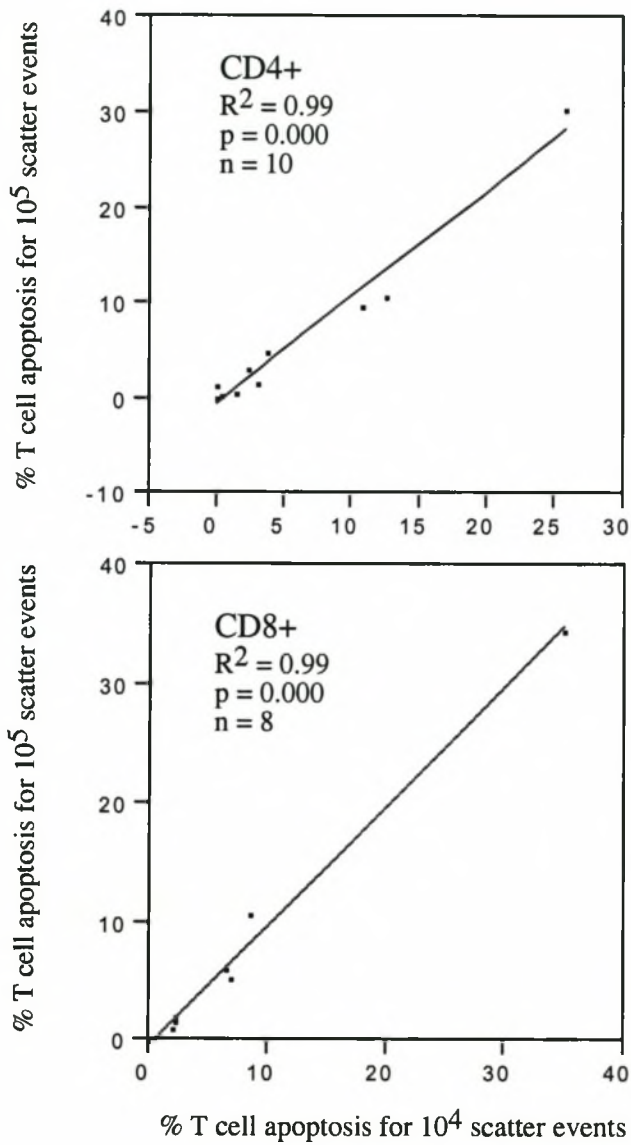 % T cell apoptosis for 10⁵ scatter events
40
30
20
10
0
-10
CD4+
R² = 0.99
p = 0.000
n = 10
-5 0 5 10 15 20 25 30
% T cell apoptosis for 10⁵ scatter events
40
30
20
10
0
CD8+
R² = 0.99
p = 0.000
n = 8
0 10 20 30 40
% T cell apoptosis for 10⁴ scatter events